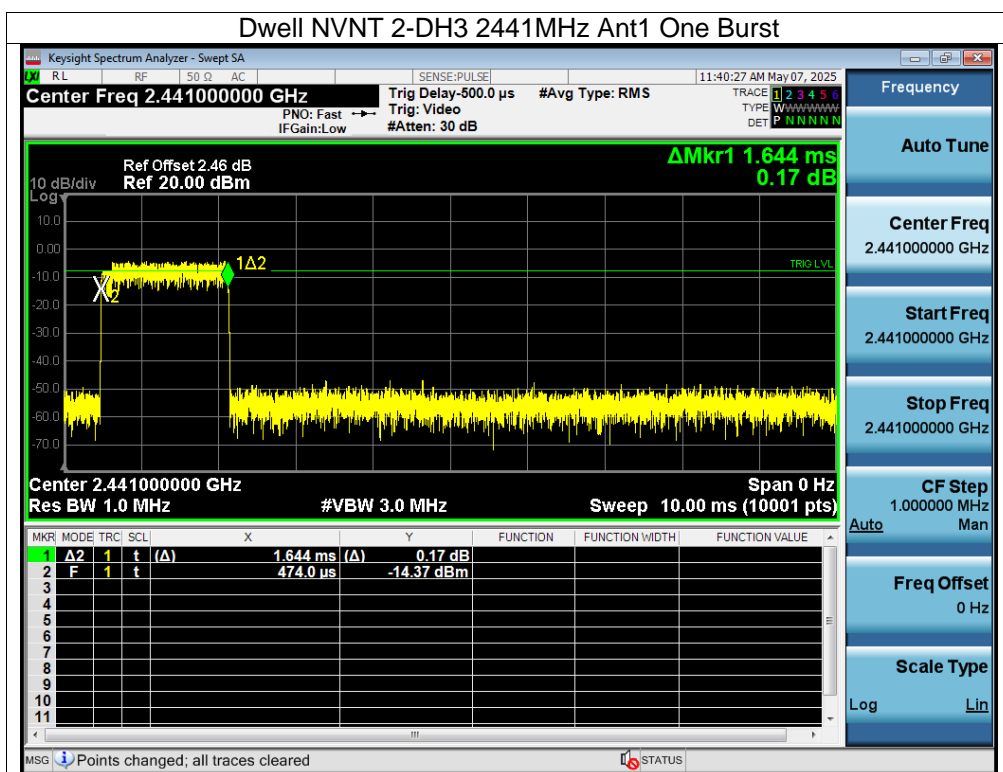 Dwell NVNT 2-DH3 2441MHz Ant1 One Burst
Keysight Spectrum Analyzer - Swept SA
LXI RL RF 50 Ω AC SENSE:PULSE 11:40:27 AM May 07, 2025
Center Freq 2.441000000 GHz Trig Delay-500.0 µs #Avg Type: RMS TRACE 1 2 3 4 5 6
PNO: Fast Trig: Video TYPE WWWWWW
IFGain:Low #Atten: 30 dB DET P N N N N N
ΔMkr1 1.644 ms
0.17 dB
Ref Offset 2.46 dB
10 dB/div Ref 20.00 dBm
Log
10.0
0.00
-10.0
-20.0
-30.0
-40.0
-50.0
-60.0
-70.0
1Δ2
TRIG LVL
2
Center 2.441000000 GHz Span 0 Hz
Res BW 1.0 MHz #VBW 3.0 MHz Sweep 10.00 ms (10001 pts)
MKR MODE TRC SCL X Y FUNCTION FUNCTION WIDTH FUNCTION VALUE
1 Δ2 1 t (Δ) 1.644 ms (Δ) 0.17 dB
2 F 1 t 474.0 µs -14.37 dBm
3
4
5
6
7
8
9
10
11
MSG Points changed; all traces cleared STATUS
Frequency
Auto Tune
Center Freq
2.441000000 GHz
Start Freq
2.441000000 GHz
Stop Freq
2.441000000 GHz
CF Step
1.000000 MHz
Auto Man
Freq Offset
0 Hz
Scale Type
Log Lin